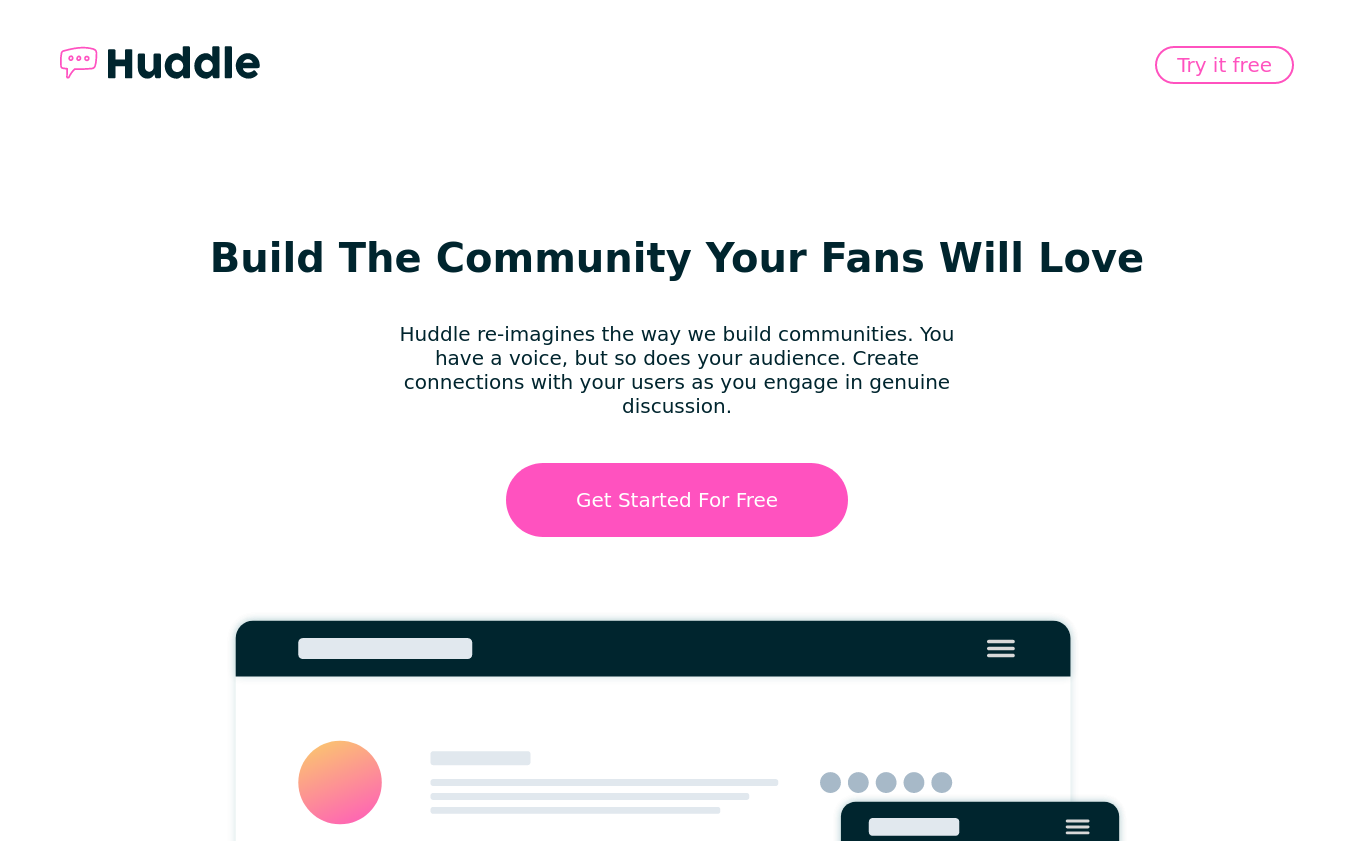 Huddle
Try it free
Build The Community Your Fans Will Love
Huddle re-imagines the way we build communities. You
have a voice, but so does your audience. Create
connections with your users as you engage in genuine
discussion.
Get Started For Free